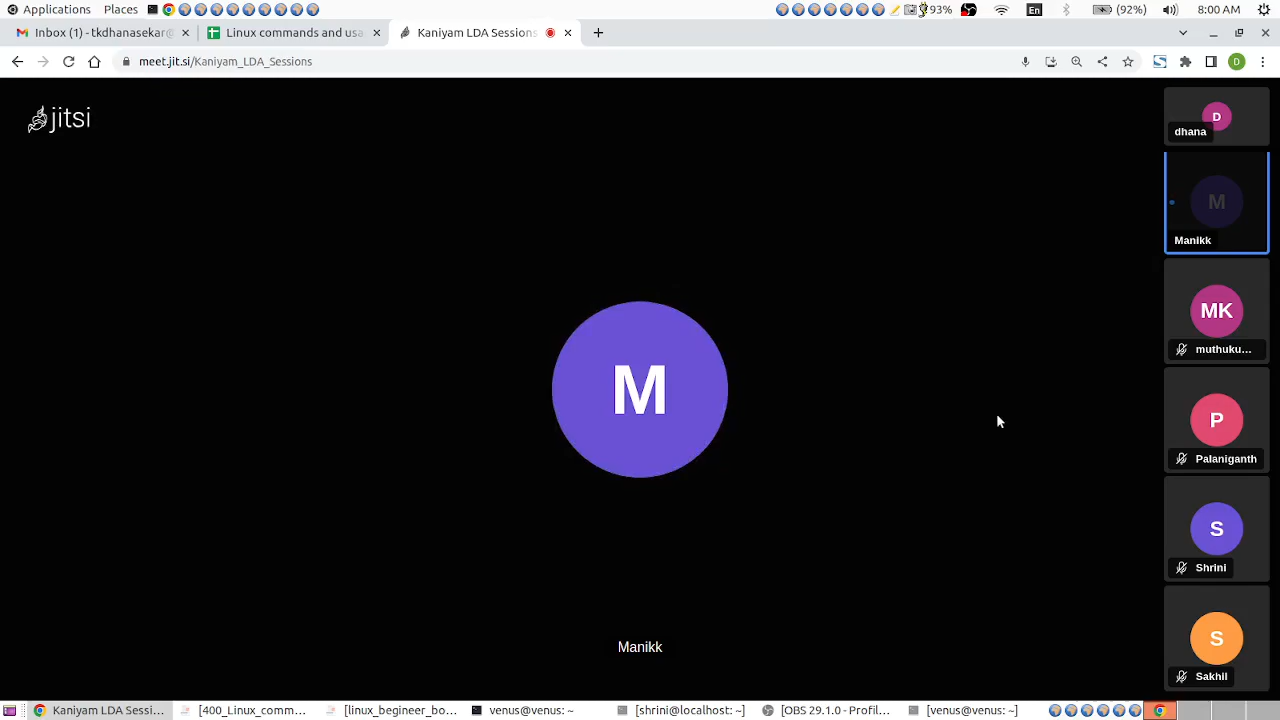 Applications Places 93% En (92%) 8:00 AM
Inbox (1) - tkdhanasekar@ Linux commands and usa Kaniyam LDA Sessions
meet.jit.si/Kaniyam_LDA_Sessions D
jitsi
D
dhana
M
Manikk
MK
muthuku...
P
Palaniganth
S
Shrini
S
Sakhil
M
Manikk
Kaniyam LDA Sessi... [400_Linux_comm... [linux_begineer_bo... venus@venus: ~ [shrini@localhost: ~] [OBS 29.1.0 - Profil... [venus@venus: ~]